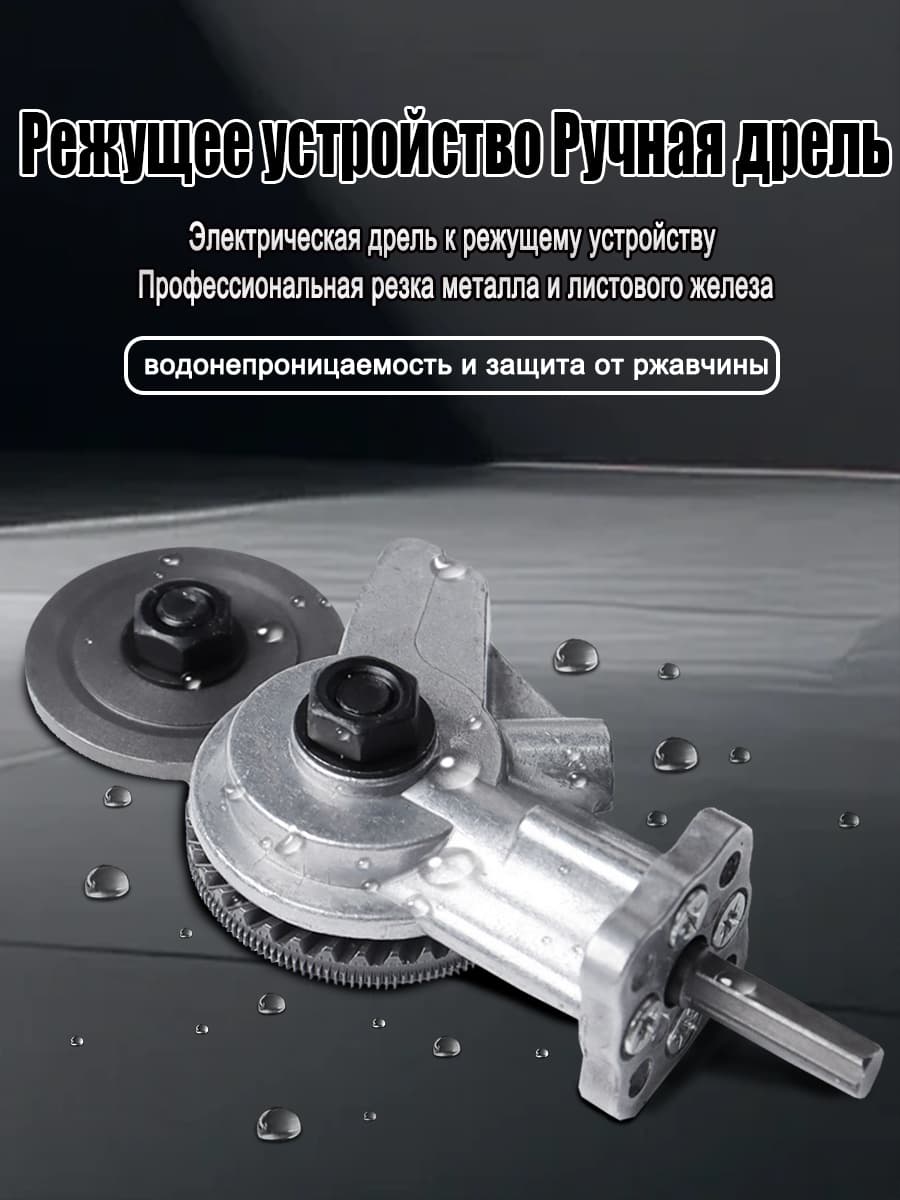 Режущее устройство Ручная дрель
Электрическая дрель к режущему устройству
Профессиональная резка металла и листового железа
водонепроницаемость и защита от ржавчины